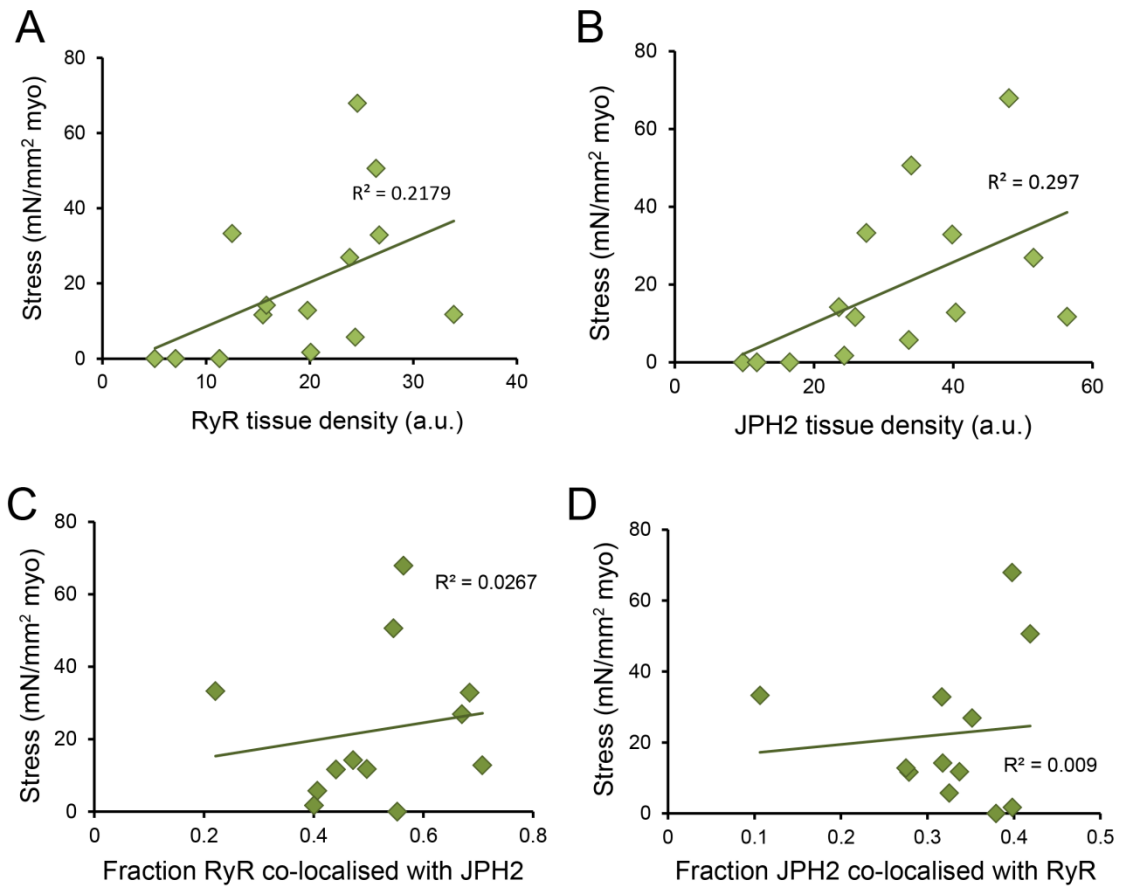 A
Stress (mN/mm² myo)
80
60
40
20
0
0
10
20
30
40
R² = 0.2179
RyR tissue density (a.u.)
B
Stress (mN/mm² myo)
80
60
40
20
0
0
20
40
60
R² = 0.297
JPH2 tissue density (a.u.)
C
Stress (mN/mm² myo)
80
60
40
20
0
0
0.2
0.4
0.6
0.8
R² = 0.0267
Fraction RyR co-localised with JPH2
D
Stress (mN/mm² myo)
80
60
40
20
0
0
0.1
0.2
0.3
0.4
0.5
R² = 0.009
Fraction JPH2 co-localised with RyR